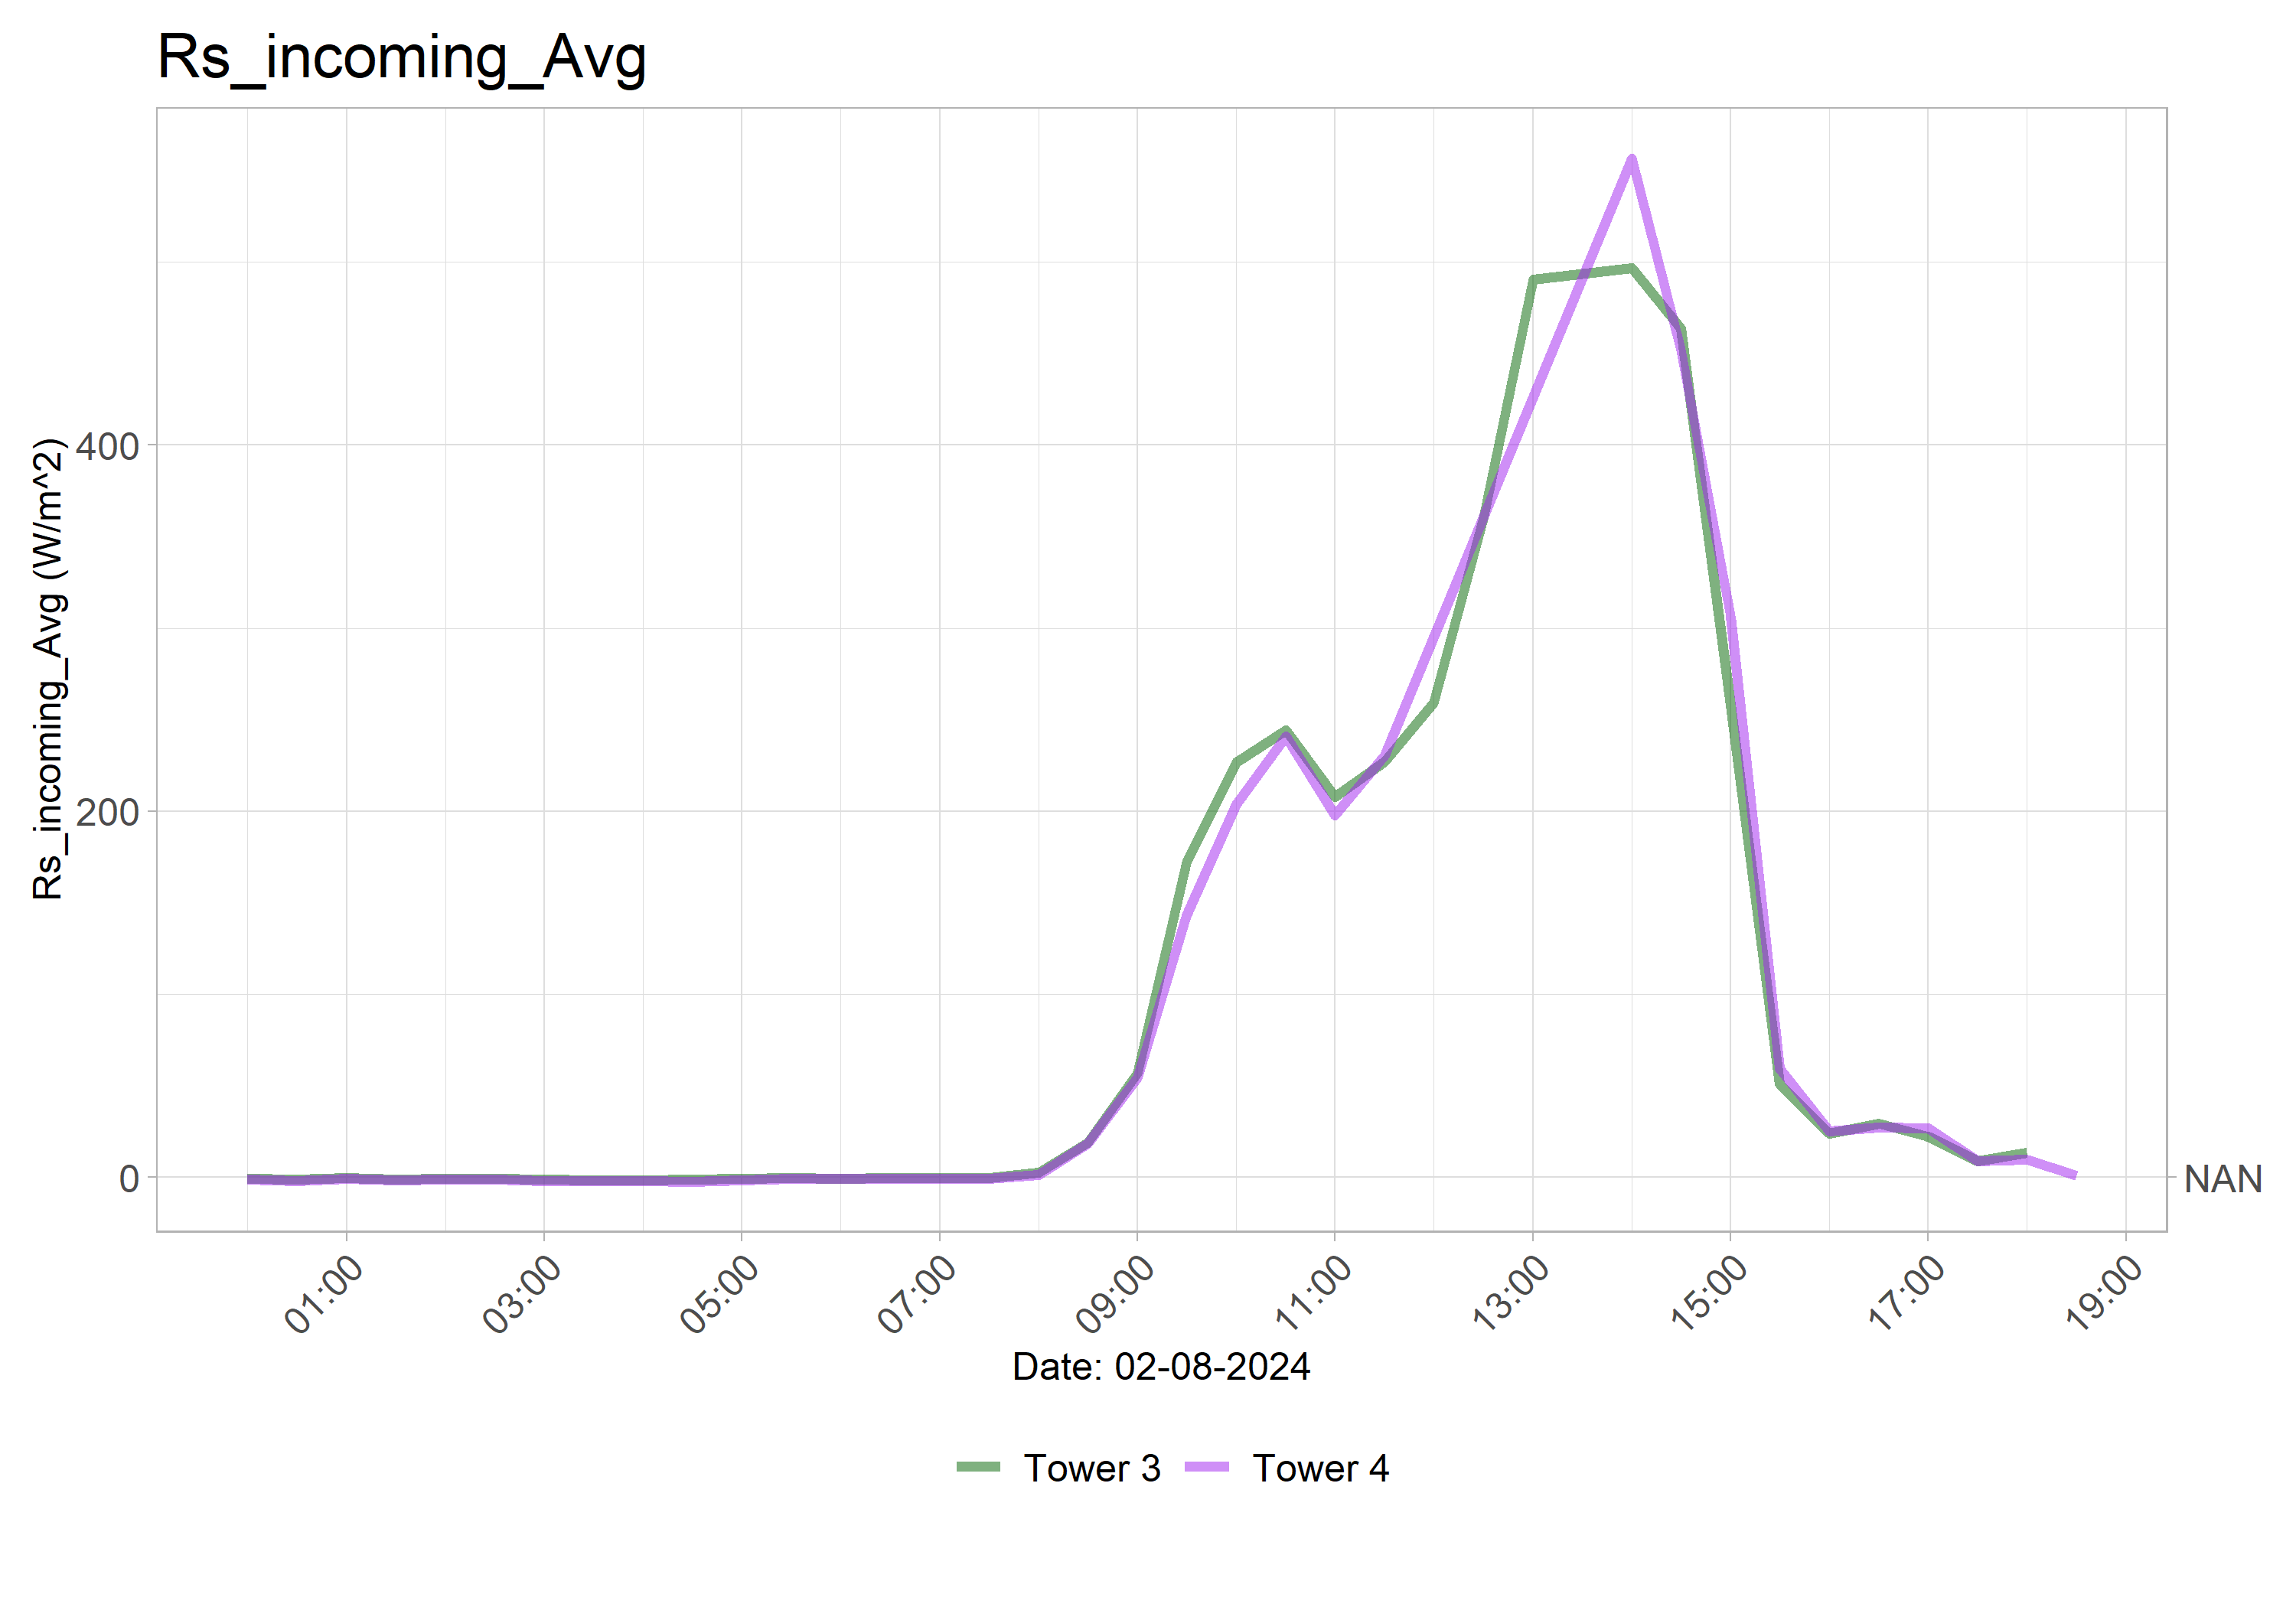 Rs_incoming_Avg
Rs_incoming_Avg (W/m^2)
400
200
0
NAN
01:00
03:00
05:00
07:00
09:00
11:00
13:00
15:00
17:00
19:00
Date: 02-08-2024
Tower 3
Tower 4